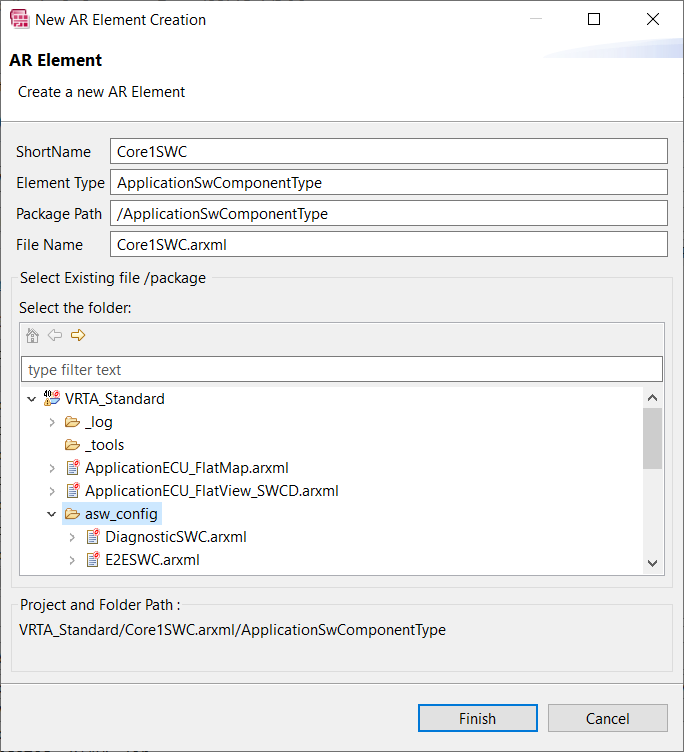 New AR Element Creation
AR Element
Create a new AR Element
ShortName Core1SWC
Element Type ApplicationSwComponentType
Package Path /ApplicationSwComponentType
File Name Core1SWC.arxml
Select Existing file /package
Select the folder:
type filter text
VRTA_Standard
_log
_tools
ApplicationECU_FlatMap.arxml
ApplicationECU_FlatView_SWCD.arxml
asw_config
DiagnosticSWC.arxml
E2ESWC.arxml
Project and Folder Path :
VRTA_Standard/Core1SWC.arxml/ApplicationSwComponentType
Finish Cancel